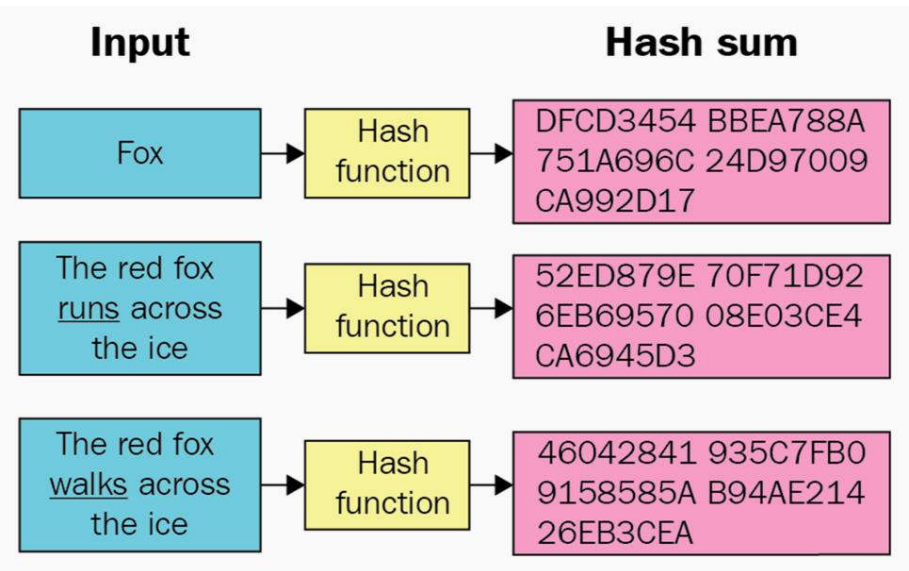 Input
Hash sum
Fox
Hash
function
DFCD3454 BBEA788A
751A696C 24D97009
CA992D17
The red fox
runs across
the ice
Hash
function
52ED879E 70F71D92
6EB69570 08E03CE4
CA6945D3
The red fox
walks across
the ice
Hash
function
46042841 935C7FB0
9158585A B94AE214
26EB3CEA